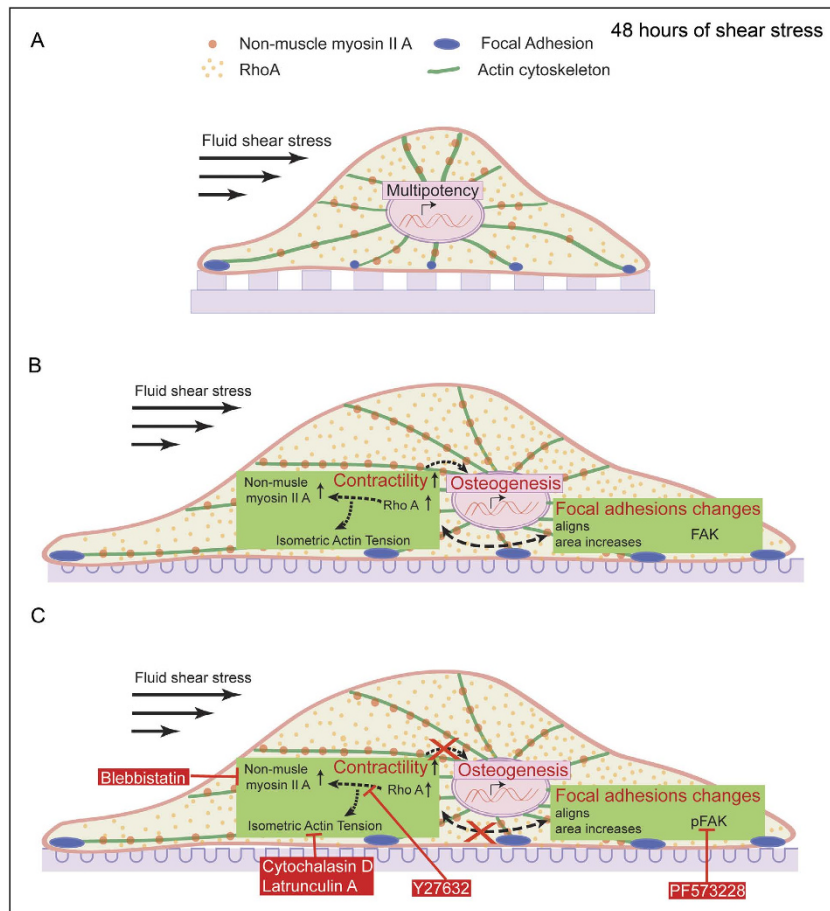 A
48 hours of shear stress
Non-muscle myosin II A
Focal Adhesion
RhoA
Actin cytoskeleton
Fluid shear stress
Multipotency
B
Fluid shear stress
Non-musle
myosin II A
Contractility
Rho A
Isometric Actin Tension
Osteogenesis
Focal adhesions changes
aligns
area increases
FAK
C
Fluid shear stress
Blebbistatin
Non-musle
myosin II A
Contractility
Rho A
Isometric Actin Tension
Osteogenesis
Focal adhesions changes
aligns
area increases
pFAK
Cytochalasin D
Latrunculin A
Y27632
PF573228